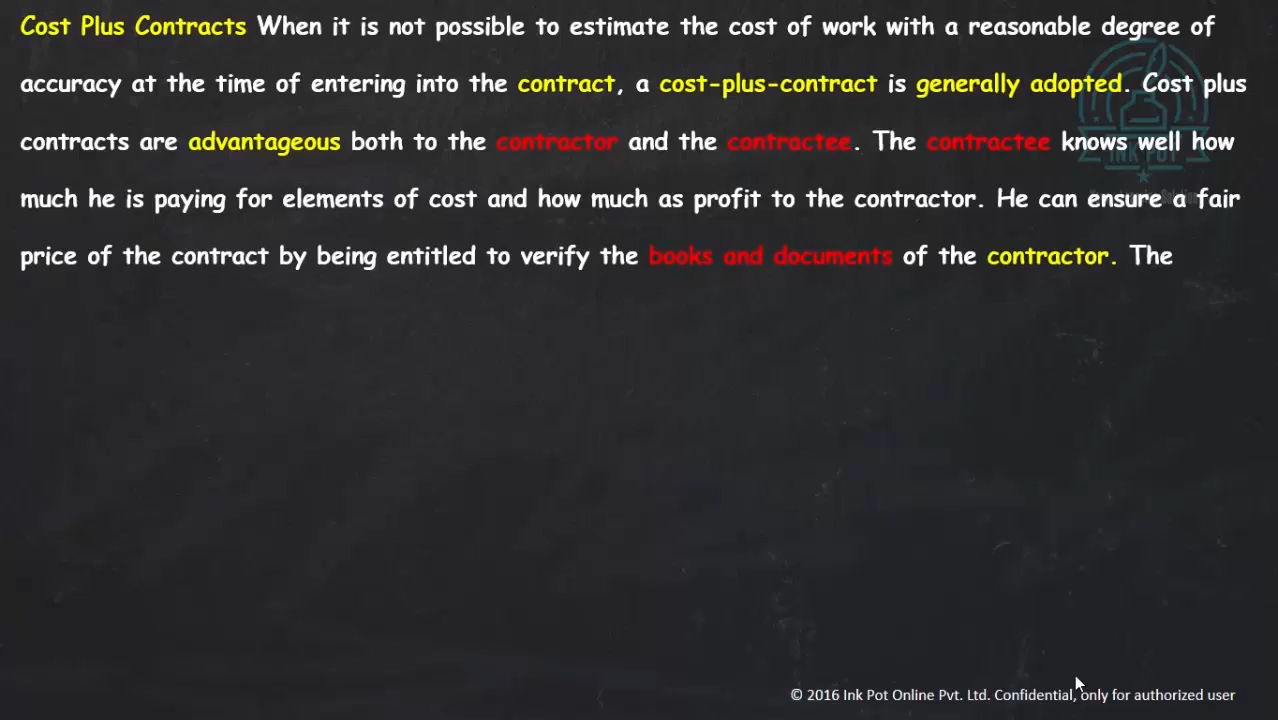 Cost Plus Contracts When it is not possible to estimate the cost of work with a reasonable degree of
accuracy at the time of entering into the contract, a cost-plus-contract is generally adopted. Cost plus
contracts are advantageous both to the contractor and the contractee. The contractee knows well how
much he is paying for elements of cost and how much as profit to the contractor. He can ensure a fair
price of the contract by being entitled to verify the books and documents of the contractor. The
INK POT
© 2016 Ink Pot Online Pvt. Ltd. Confidential, only for authorized user